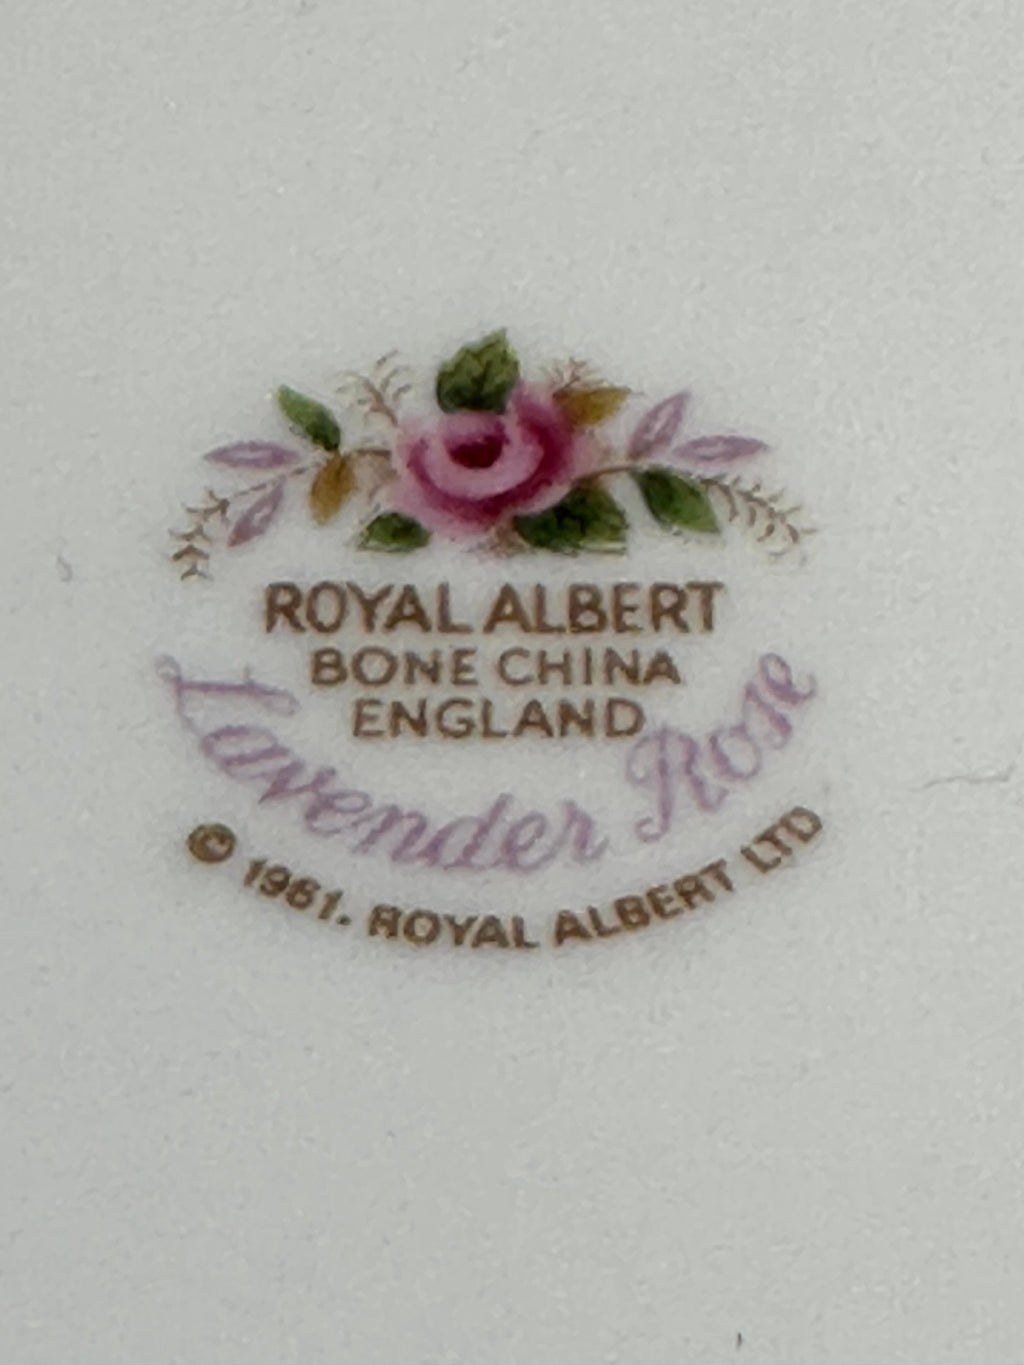 ROYAL ALBERT
BONE CHINA
ENGLAND
Lavender Rose
© 1961. ROYAL ALBERT LTD